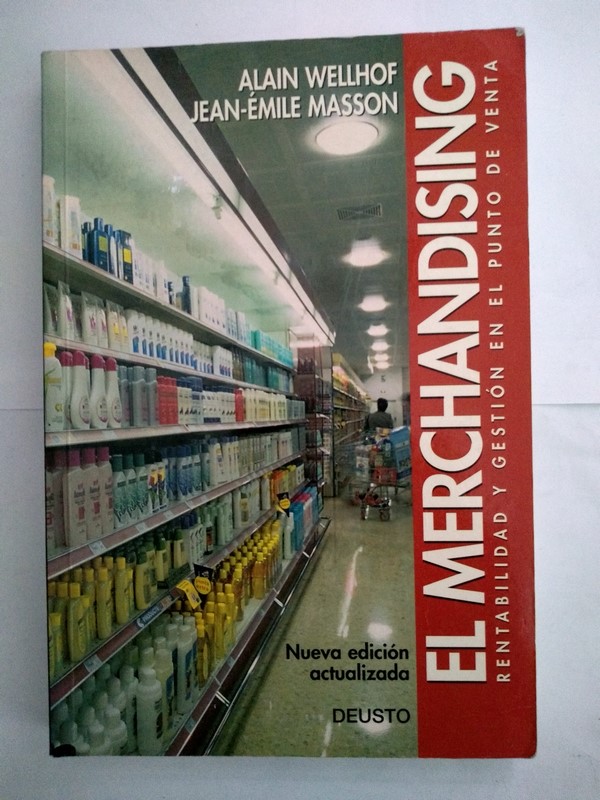 ALAIN WELLHOF
JEAN-ÉMILE MASSON
EL MERCHANDISING
RENTABILIDAD Y GESTIÓN EN EL PUNTO DE VENTA
Nueva edición
actualizada
DEUSTO